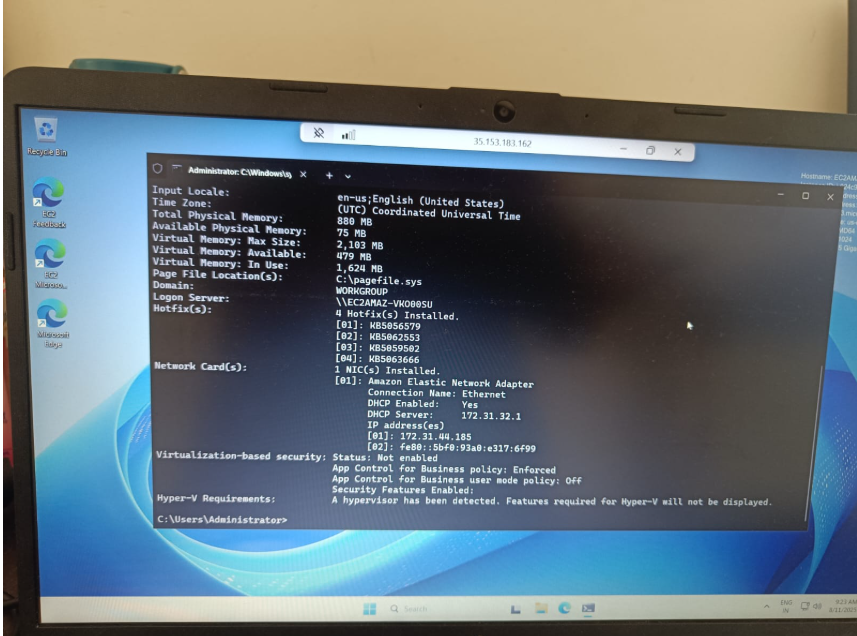 35.153.183.162
Recycle Bin
EC2
Feedback
EC2
Microso...
Microsoft
Edge
Administrator: C:\Windows\sy
Input Locale: en-us;English (United States)
Time Zone: (UTC) Coordinated Universal Time
Total Physical Memory: 880 MB
Available Physical Memory: 75 MB
Virtual Memory: Max Size: 2,103 MB
Virtual Memory: Available: 479 MB
Virtual Memory: In Use: 1,624 MB
Page File Location(s): C:\pagefile.sys
Domain: WORKGROUP
Logon Server: \\EC2AMAZ-VKO00SU
Hotfix(s): 4 Hotfix(s) Installed.
[01]: KB5056579
[02]: KB5062553
[03]: KB5059502
[04]: KB5063666
Network Card(s): 1 NIC(s) Installed.
[01]: Amazon Elastic Network Adapter
Connection Name: Ethernet
DHCP Enabled: Yes
DHCP Server: 172.31.32.1
IP address(es)
[01]: 172.31.44.185
[02]: fe80::5bf0:93a0:e317:6f99
Virtualization-based security: Status: Not enabled
App Control for Business policy: Enforced
App Control for Business user mode policy: Off
Security Features Enabled:
Hyper-V Requirements: A hypervisor has been detected. Features required for Hyper-V will not be displayed.
C:\Users\Administrator>
Hostname: EC2AMA
Search
ENG
IN